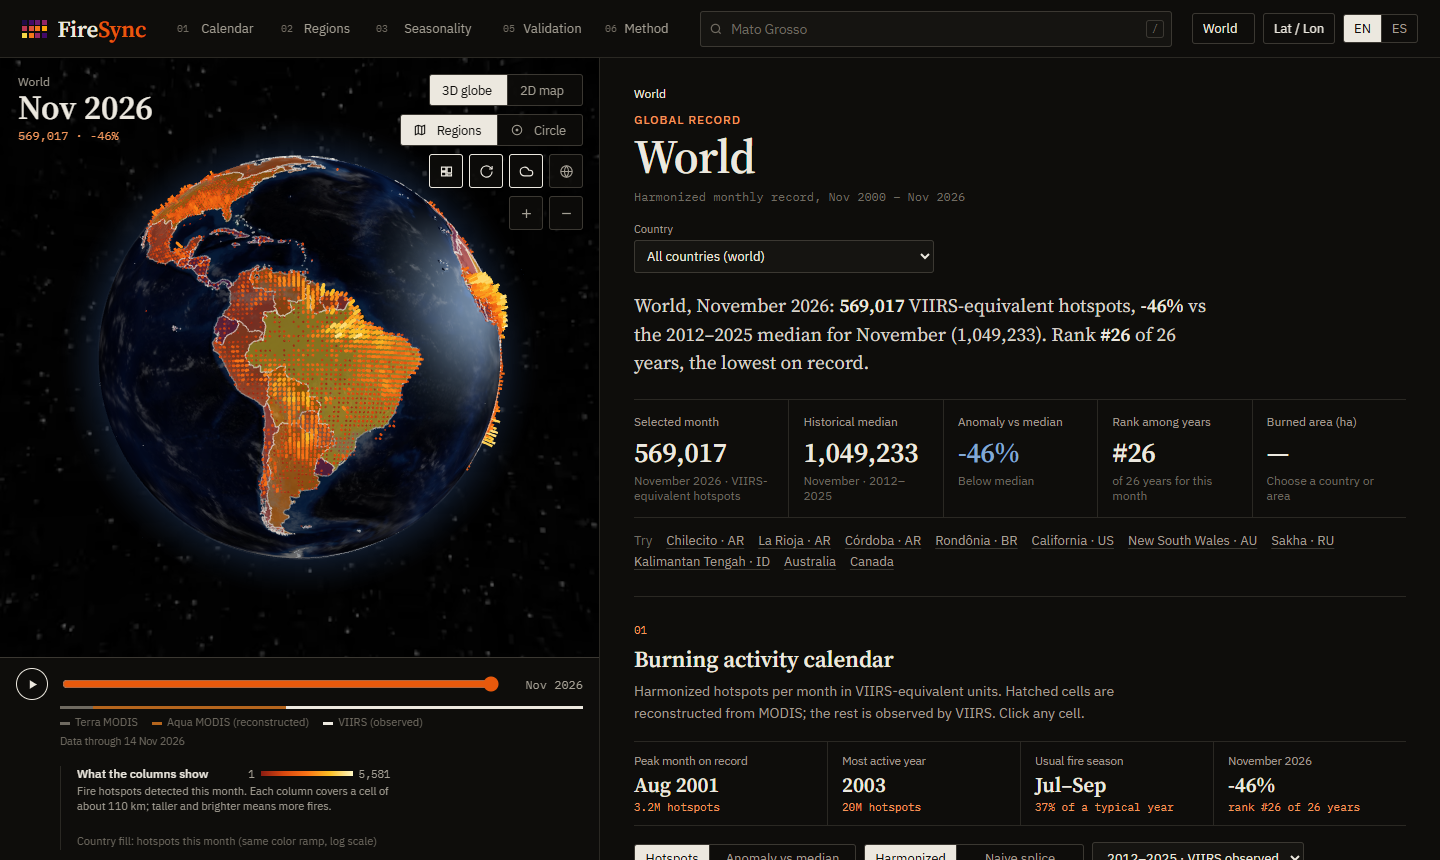 FireSync
01 Calendar
02 Regions
03 Seasonality
05 Validation
06 Method
Mato Grosso
/
World
Lat / Lon
EN
ES
World
Nov 2026
569,017 · -46%
3D globe
2D map
Regions
Circle
+
−
Nov 2026
Terra MODIS
Aqua MODIS (reconstructed)
VIIRS (observed)
Data through 14 Nov 2026
What the columns show
1
5,581
Fire hotspots detected this month. Each column covers a cell of
about 110 km; taller and brighter means more fires.
Country fill: hotspots this month (same color ramp, log scale)
World
GLOBAL RECORD
World
Harmonized monthly record, Nov 2000 – Nov 2026
Country
All countries (world)
World, November 2026: 569,017 VIIRS-equivalent hotspots, -46% vs
the 2012–2025 median for November (1,049,233). Rank #26 of 26
years, the lowest on record.
Selected month
569,017
November 2026 · VIIRS-
equivalent hotspots
Historical median
1,049,233
November · 2012–
2025
Anomaly vs median
-46%
Below median
Rank among years
#26
of 26 years for this
month
Burned area (ha)
—
Choose a country or
area
Try Chilecito · AR La Rioja · AR Córdoba · AR Rondônia · BR California · US New South Wales · AU Sakha · RU
Kalimantan Tengah · ID Australia Canada
01
Burning activity calendar
Harmonized hotspots per month in VIIRS-equivalent units. Hatched cells are
reconstructed from MODIS; the rest is observed by VIIRS. Click any cell.
Peak month on record
Aug 2001
3.2M hotspots
Most active year
2003
20M hotspots
Usual fire season
Jul–Sep
37% of a typical year
November 2026
-46%
rank #26 of 26 years
Hotspots
Anomaly vs median
Harmonized
Naive splice
2012–2025 · VIIRS observed